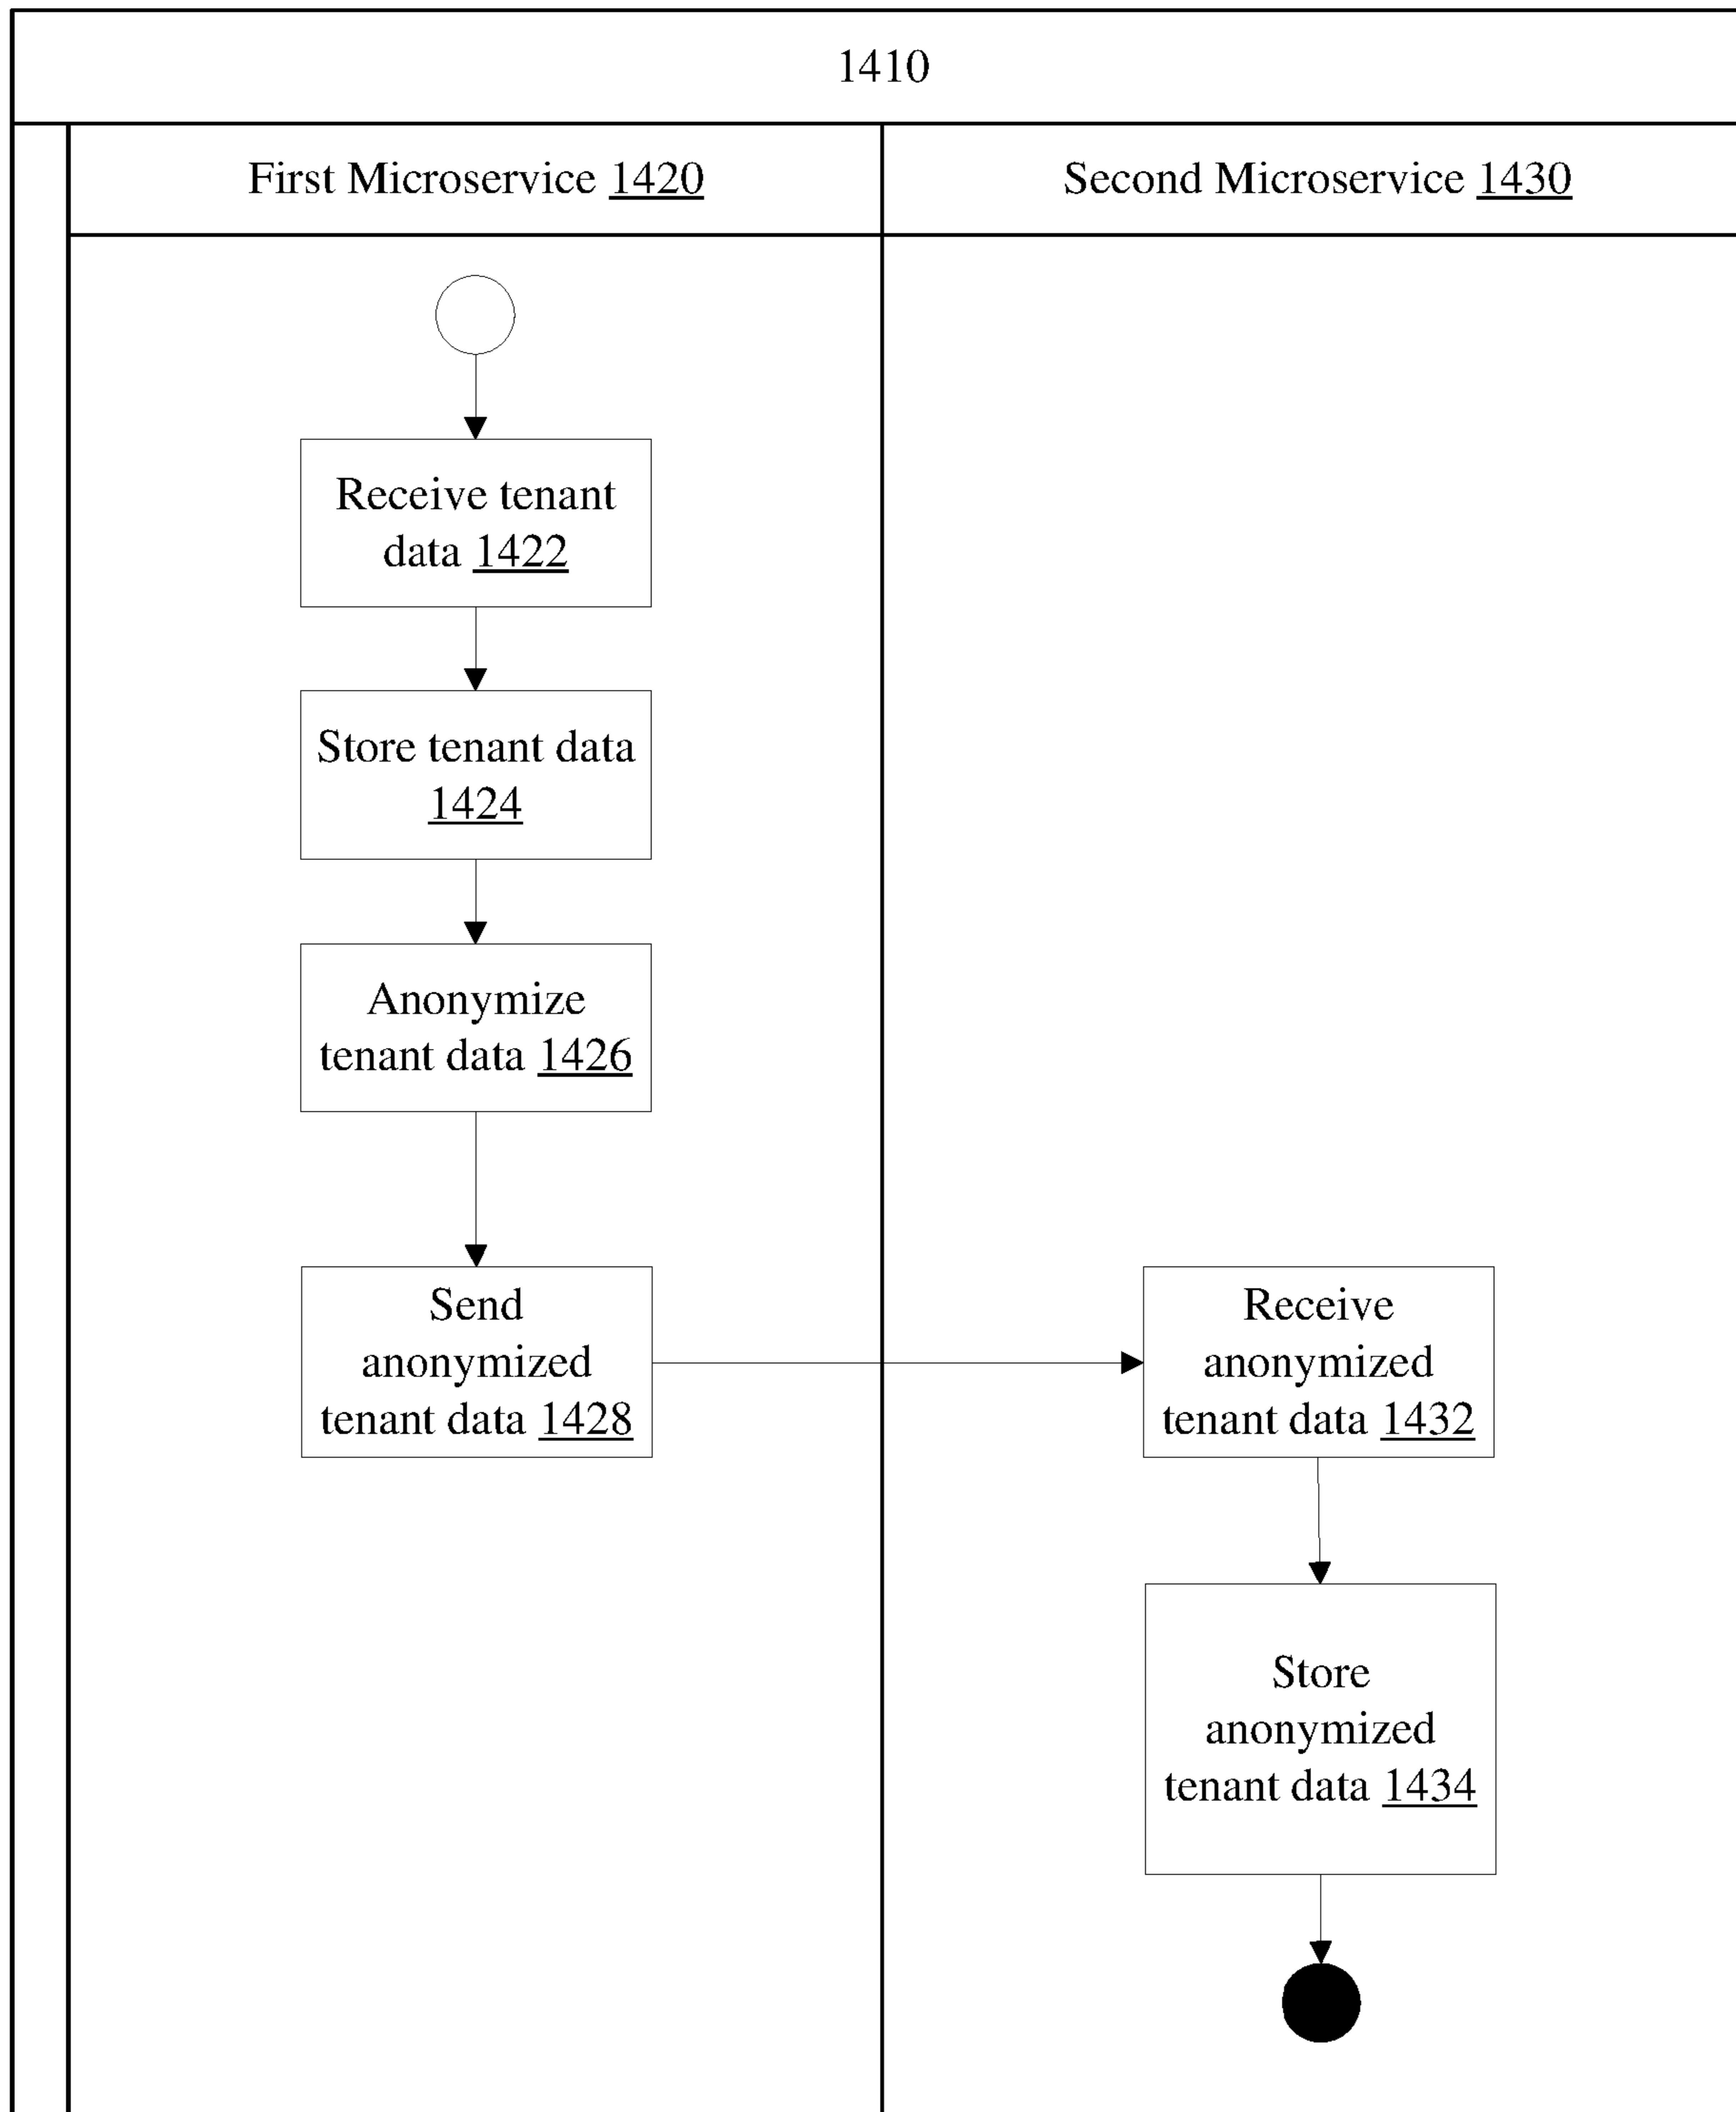 1410
First Microservice 1420
Second Microservice 1430
Receive tenant
data 1422
Store tenant data
1424
Anonymize
tenant data 1426
Send
anonymized
tenant data 1428
Receive
anonymized
tenant data 1432
Store
anonymized
tenant data 1434